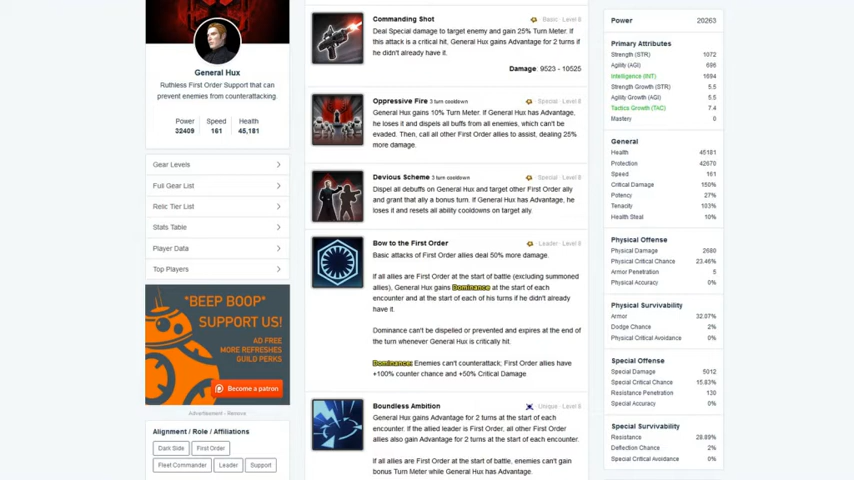 General Hux
Ruthless First Order Support that can
prevent enemies from counterattacking.
Power Speed Health
32409 161 45,181
Gear Levels
Full Gear List
Relic Tier List
Stats Table
Player Data
Top Players
*BEEP BOOP*
SUPPORT US!
AD FREE
MORE REFRESHES
GUILD PERKS
Become a patron
Advertisement - Remove
Alignment / Role / Affiliations
Dark Side First Order
Fleet Commander Leader Support
Commanding Shot Basic · Level 8
Deal Special damage to target enemy and gain 25% Turn Meter. If
this attack is a critical hit, General Hux gains Advantage for 2 turns if
he didn't already have it.
Damage: 9523 - 10525
Oppressive Fire 3 turn cooldown Special · Level 8
General Hux gains 10% Turn Meter. If General Hux has Advantage,
he loses it and dispels all buffs from all enemies, which can't be
evaded. Then, call all other First Order allies to assist, dealing 25%
more damage.
Devious Scheme 3 turn cooldown Special · Level 8
Dispel all debuffs on General Hux and target other First Order ally
and grant that ally a bonus turn. If General Hux has Advantage, he
loses it and resets all ability cooldowns on target ally.
Bow to the First Order Leader · Level 8
Basic attacks of First Order allies deal 50% more damage.
If all allies are First Order at the start of battle (excluding summoned
allies), General Hux gains Dominance at the start of each
encounter and at the start of each of his turns if he didn't already
have it.
Dominance can't be dispelled or prevented and expires at the end of
the turn whenever General Hux is critically hit.
Dominance: Enemies can't counterattack; First Order allies have
+100% counter chance and +50% Critical Damage
Boundless Ambition Unique · Level 8
General Hux gains Advantage for 2 turns at the start of each
encounter. If the allied leader is First Order, all other First Order
allies also gain Advantage for 2 turns at the start of each encounter.
If all allies are First Order at the start of battle, enemies can't gain
bonus Turn Meter while General Hux has Advantage.
Power 20263
Primary Attributes
Strength (STR) 1072
Agility (AGI) 695
Intelligence (INT) 1694
Strength Growth (STR) 5.5
Agility Growth (AGI) 5.5
Tactics Growth (TAC) 7.4
Mastery 0
General
Health 45181
Protection 42670
Speed 161
Critical Damage 150%
Potency 27%
Tenacity 103%
Health Steal 10%
Physical Offense
Physical Damage 2680
Physical Critical Chance 23.46%
Armor Penetration 5
Physical Accuracy 0%
Physical Survivability
Armor 32.07%
Dodge Chance 2%
Physical Critical Avoidance 0%
Special Offense
Special Damage 5012
Special Critical Chance 15.83%
Resistance Penetration 130
Special Accuracy 0%
Special Survivability
Resistance 28.89%
Deflection Chance 2%
Special Critical Avoidance 0%